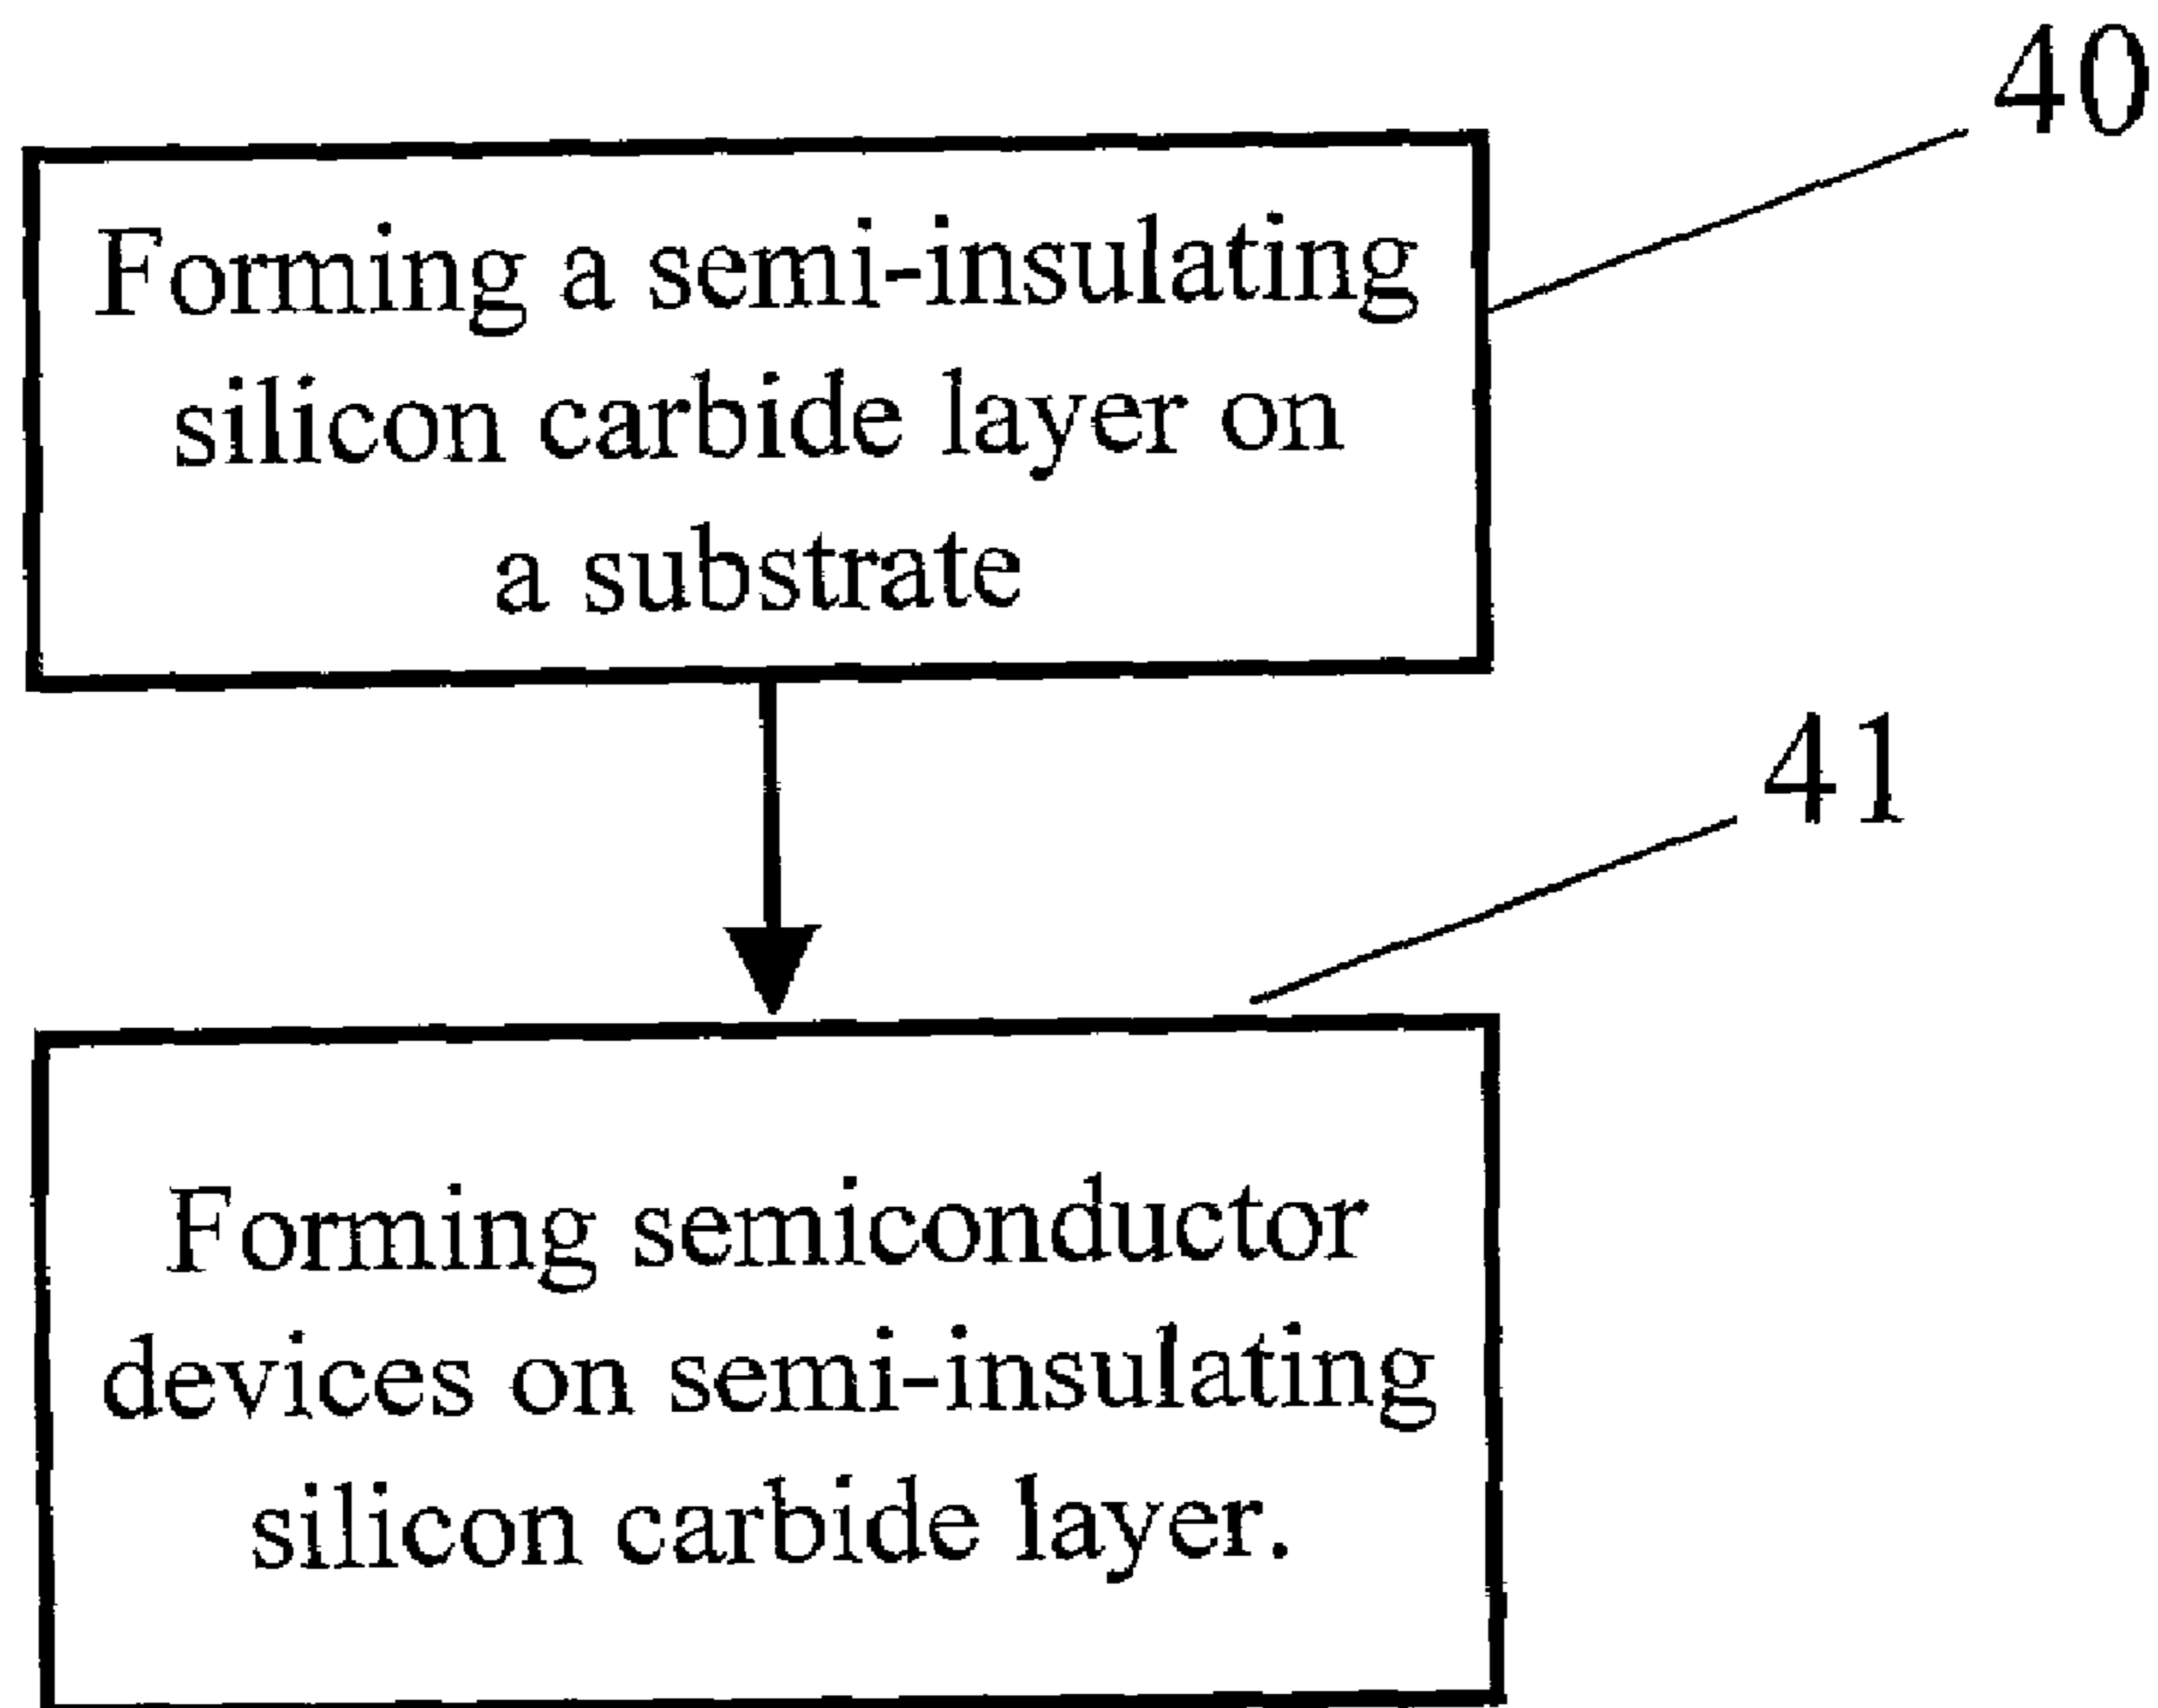 40
Forming a semi-insulating
silicon carbide layer on
a substrate
41
Forming semiconductor
devices on semi-insulating
silicon carbide layer.